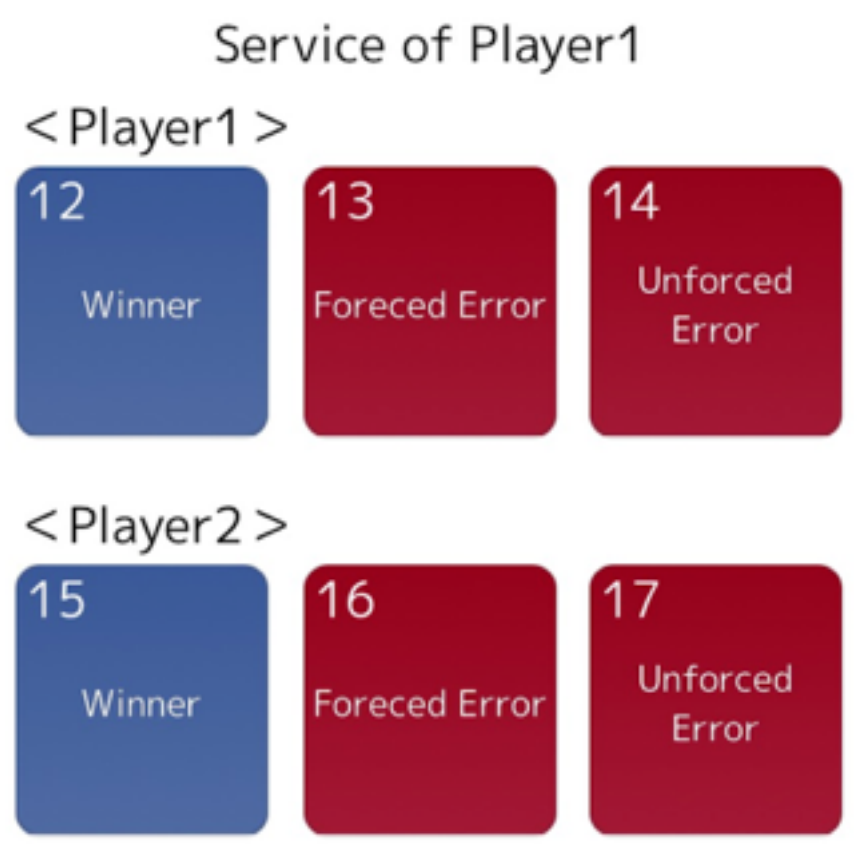 Service of Player1
<Player1>
12
Winner
13
Foreced Error
14
Unforced
Error
<Player2>
15
Winner
16
Foreced Error
17
Unforced
Error